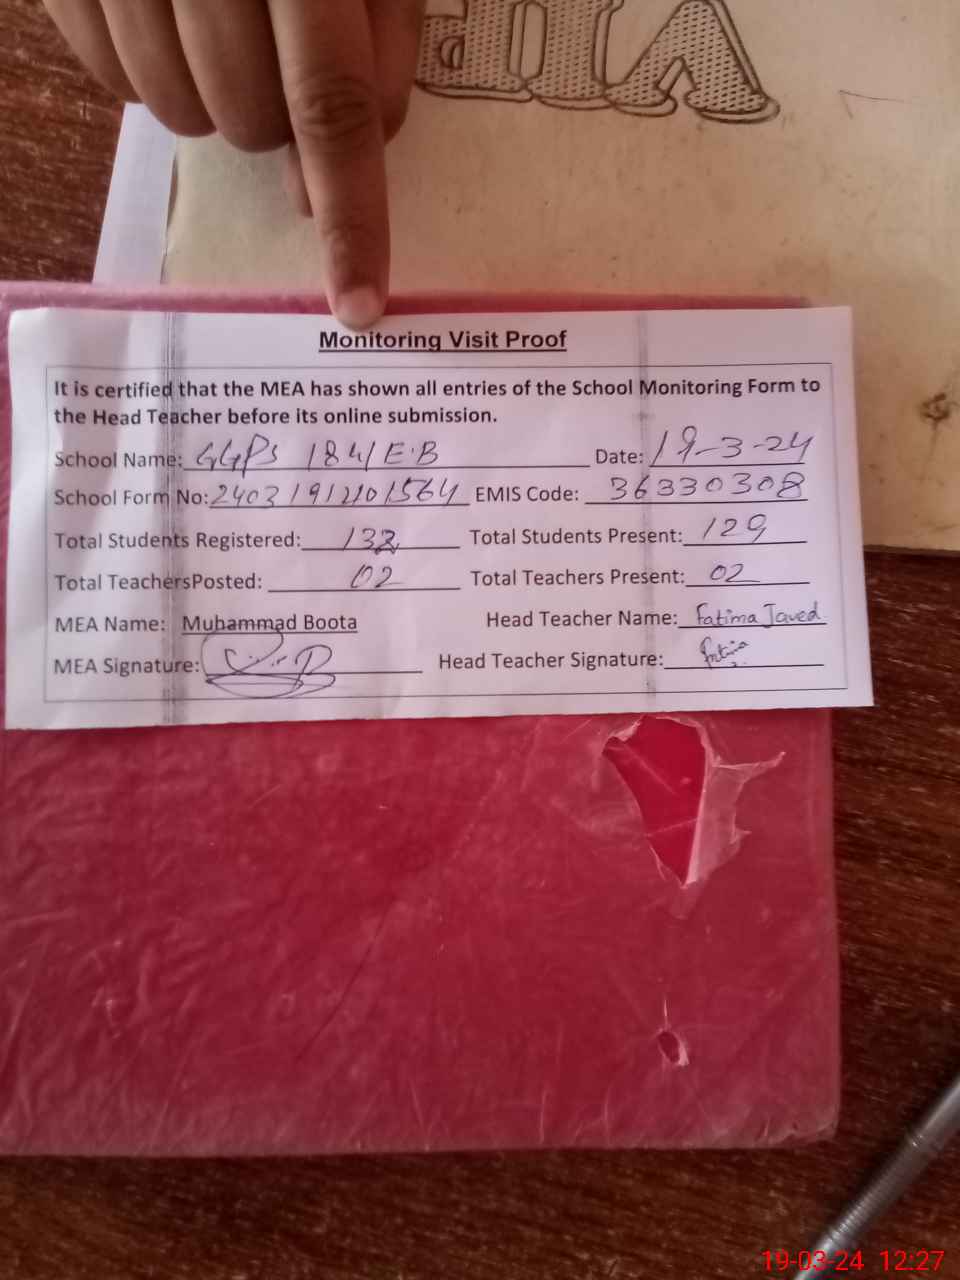 VIP
Monitoring Visit Proof
It is certified that the MEA has shown all entries of the School Monitoring Form to
the Head Teacher before its online submission.
School Name: GGPS 184/E.B Date: 19-3-24
School Form No: EMIS Code: 36330308
Total Students Registered: 132 Total Students Present: 129
Total TeachersPosted: 02 Total Teachers Present: 02
MEA Name: Muhammad Boota Head Teacher Name: Fatima Javed
MEA Signature: Head Teacher Signature: Fatima
19-03-24 12:27